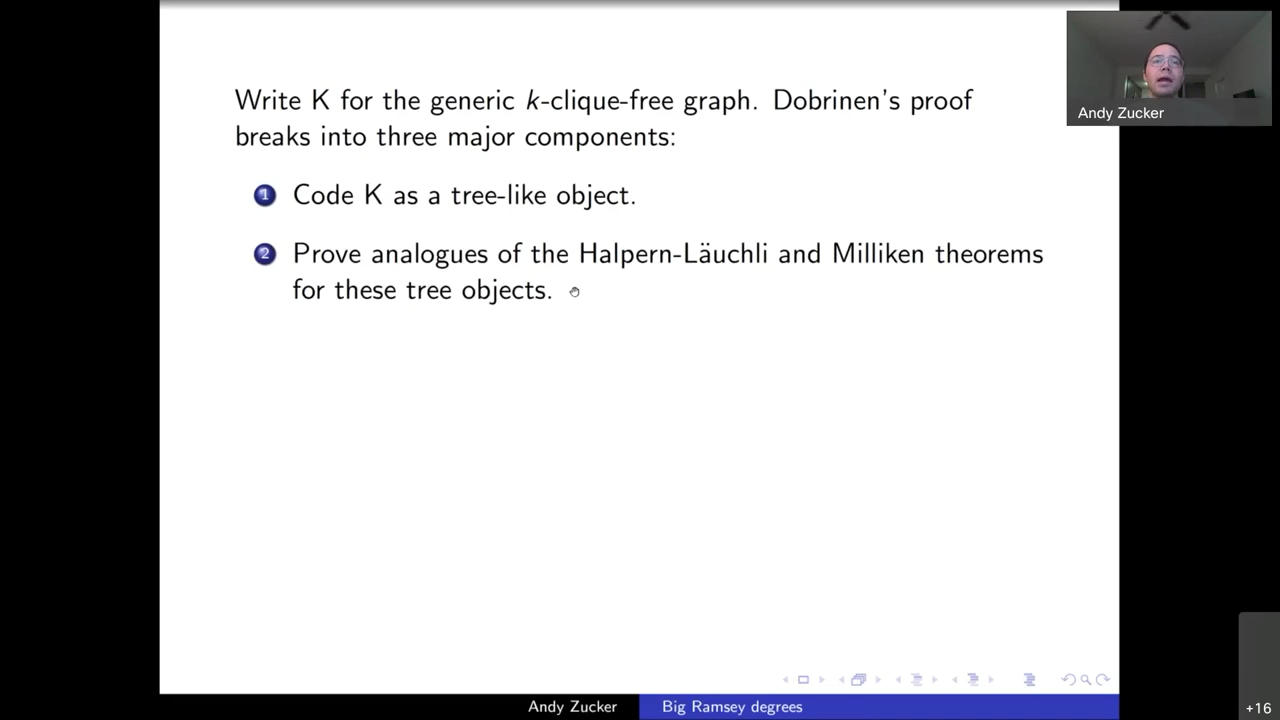 Write K for the generic k-clique-free graph. Dobrinen's proof
breaks into three major components:
1 Code K as a tree-like object.
2 Prove analogues of the Halpern-Läuchli and Milliken theorems
for these tree objects.
Andy Zucker
Andy Zucker Big Ramsey degrees
+16